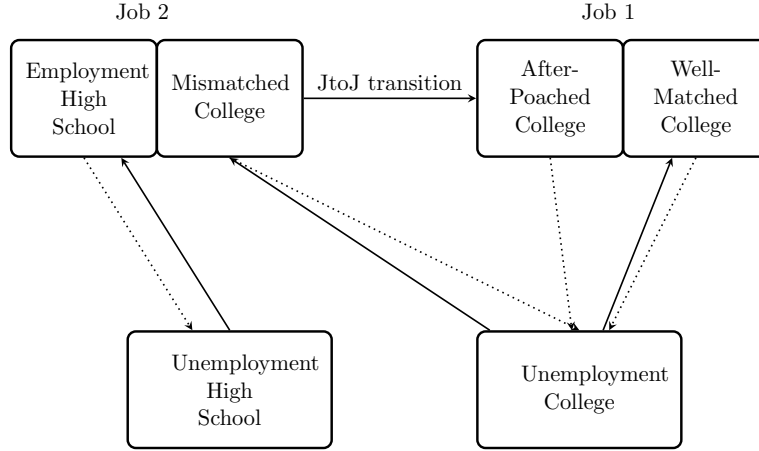 Job 2
Job 1
Employment
High
School
Mismatched
College
JtoJ transition
After-
Poached
College
Well-
Matched
College
Unemployment
High
School
Unemployment
College